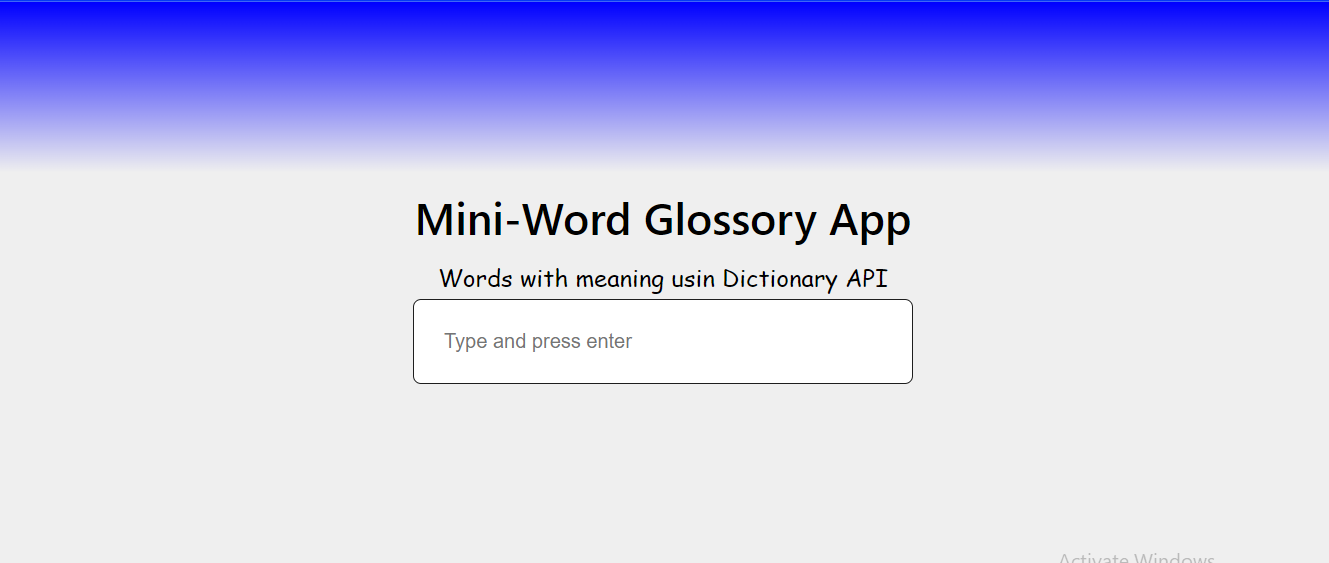 Mini-Word Glossory App
Words with meaning usin Dictionary API
Type and press enter
Activate Windows